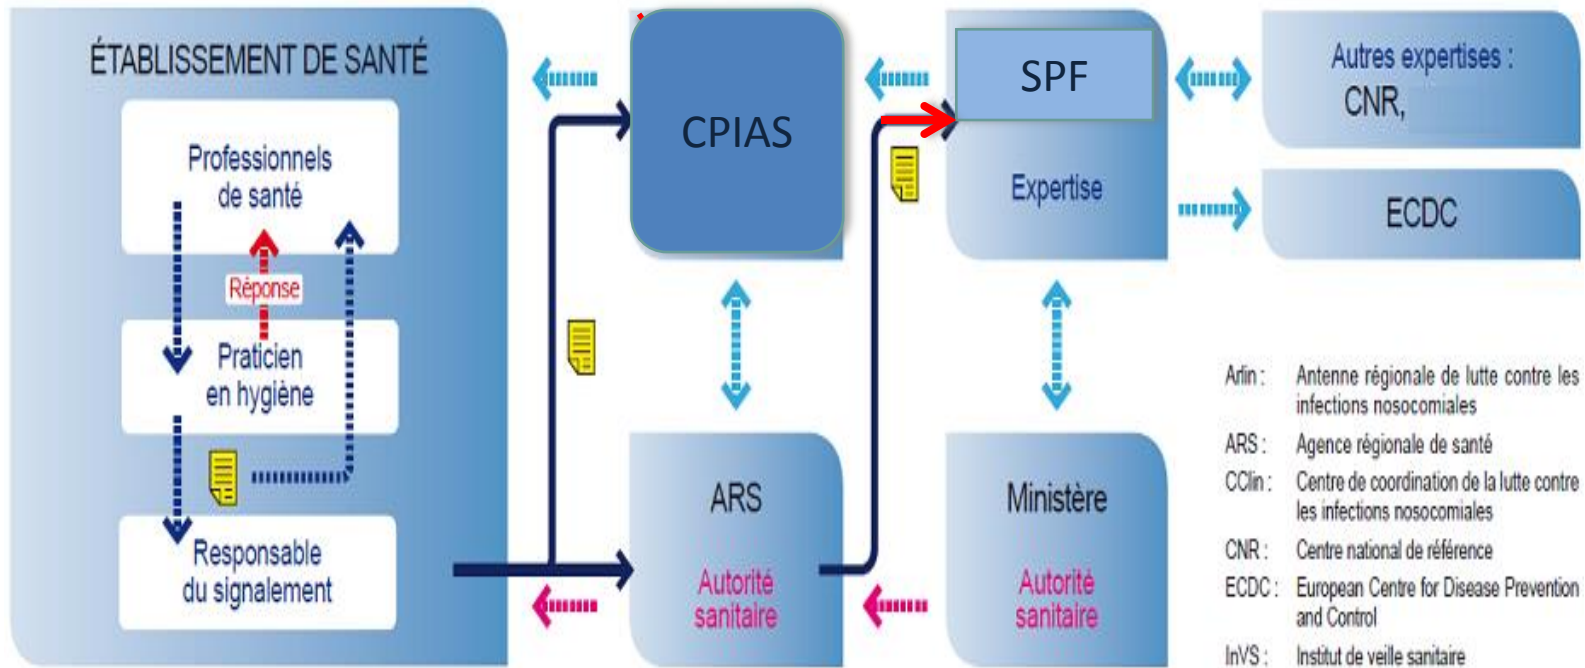 ÉTABLISSEMENT DE SANTÉ
Professionnels
de santé
Réponse
Praticien
en hygiène
Responsable
du signalement
CPIAS
ARS
Autorité
sanitaire
SPF
Expertise
Ministère
Autorité
sanitaire
Autres expertises :
CNR,
ECDC
Arlin : Antenne régionale de lutte contre les
infections nosocomiales
ARS : Agence régionale de santé
CClin : Centre de coordination de la lutte contre
les infections nosocomiales
CNR : Centre national de référence
ECDC : European Centre for Disease Prevention
and Control
InVS : Institut de veille sanitaire